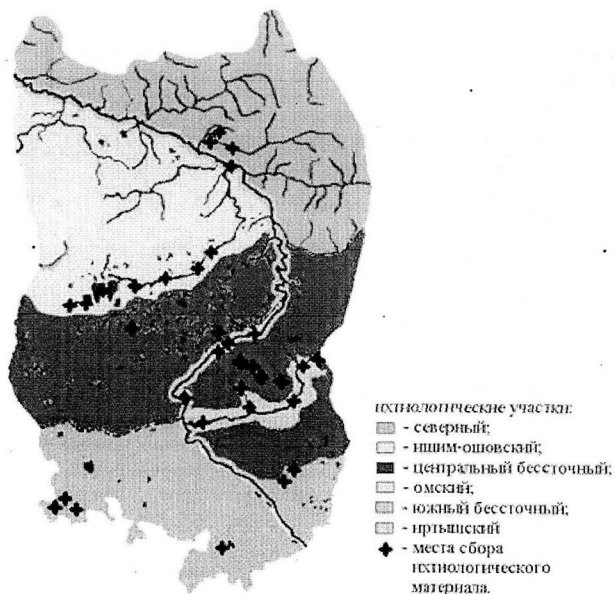 ихтиологические участки:
- северный;
- ишим-ошовский;
- центральный бессточный;
- омский;
- южный бессточный;
- иртышский
- места сбора
ихтиологического
материала.